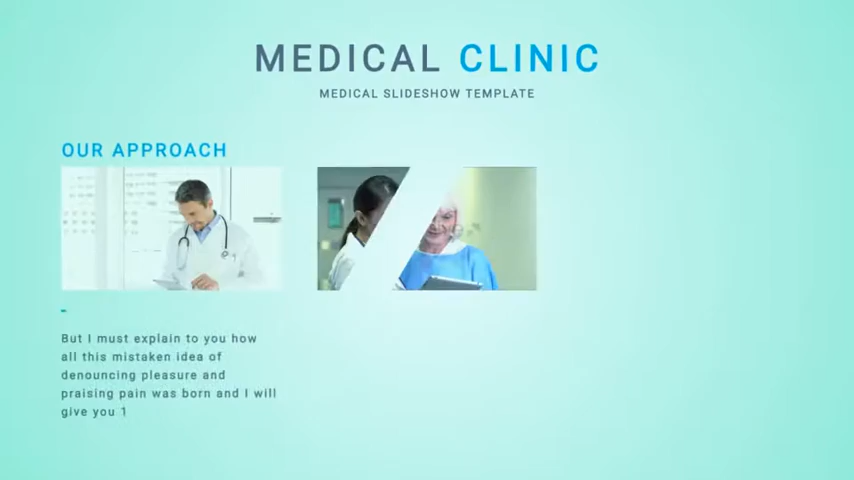 MEDICAL CLINIC
MEDICAL SLIDESHOW TEMPLATE
OUR APPROACH
But I must explain to you how
all this mistaken idea of
denouncing pleasure and
praising pain was born and I will
give you 1